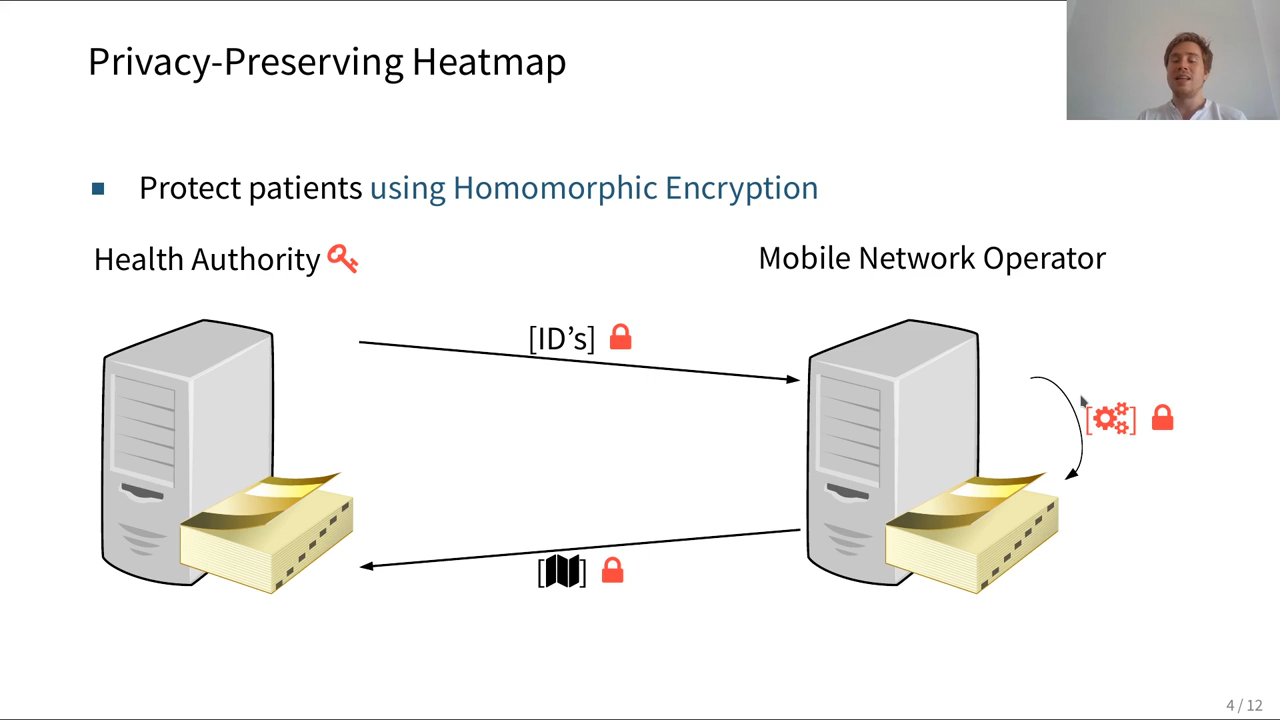 Privacy-Preserving Heatmap
Protect patients using Homomorphic Encryption
Health Authority
Mobile Network Operator
[ID’s]
[ ]
[ ]
4 / 12